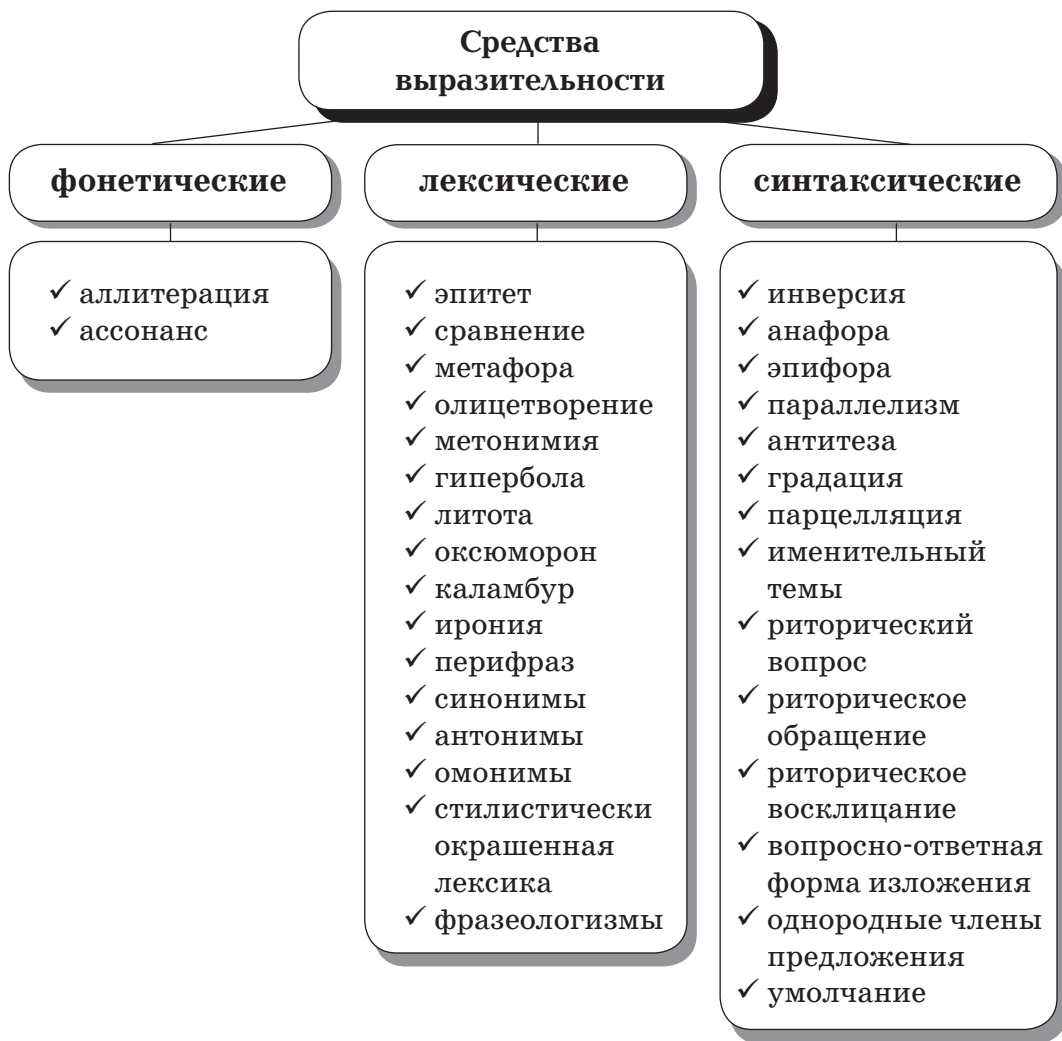 Средства
выразительности
фонетические
✓ аллитерация
✓ ассонанс
лексические
✓ эпитет
✓ сравнение
✓ метафора
✓ олицетворение
✓ метонимия
✓ гипербола
✓ литота
✓ оксюморон
✓ каламбур
✓ ирония
✓ перифраз
✓ синонимы
✓ антонимы
✓ омонимы
✓ стилистически
окрашенная
лексика
✓ фразеологизмы
синтаксические
✓ инверсия
✓ анафора
✓ эпифора
✓ параллелизм
✓ антитеза
✓ градация
✓ парцелляция
✓ именительный
темы
✓ риторический
вопрос
✓ риторическое
обращение
✓ риторическое
восклицание
✓ вопросно-ответная
форма изложения
✓ однородные члены
предложения
✓ умолчание